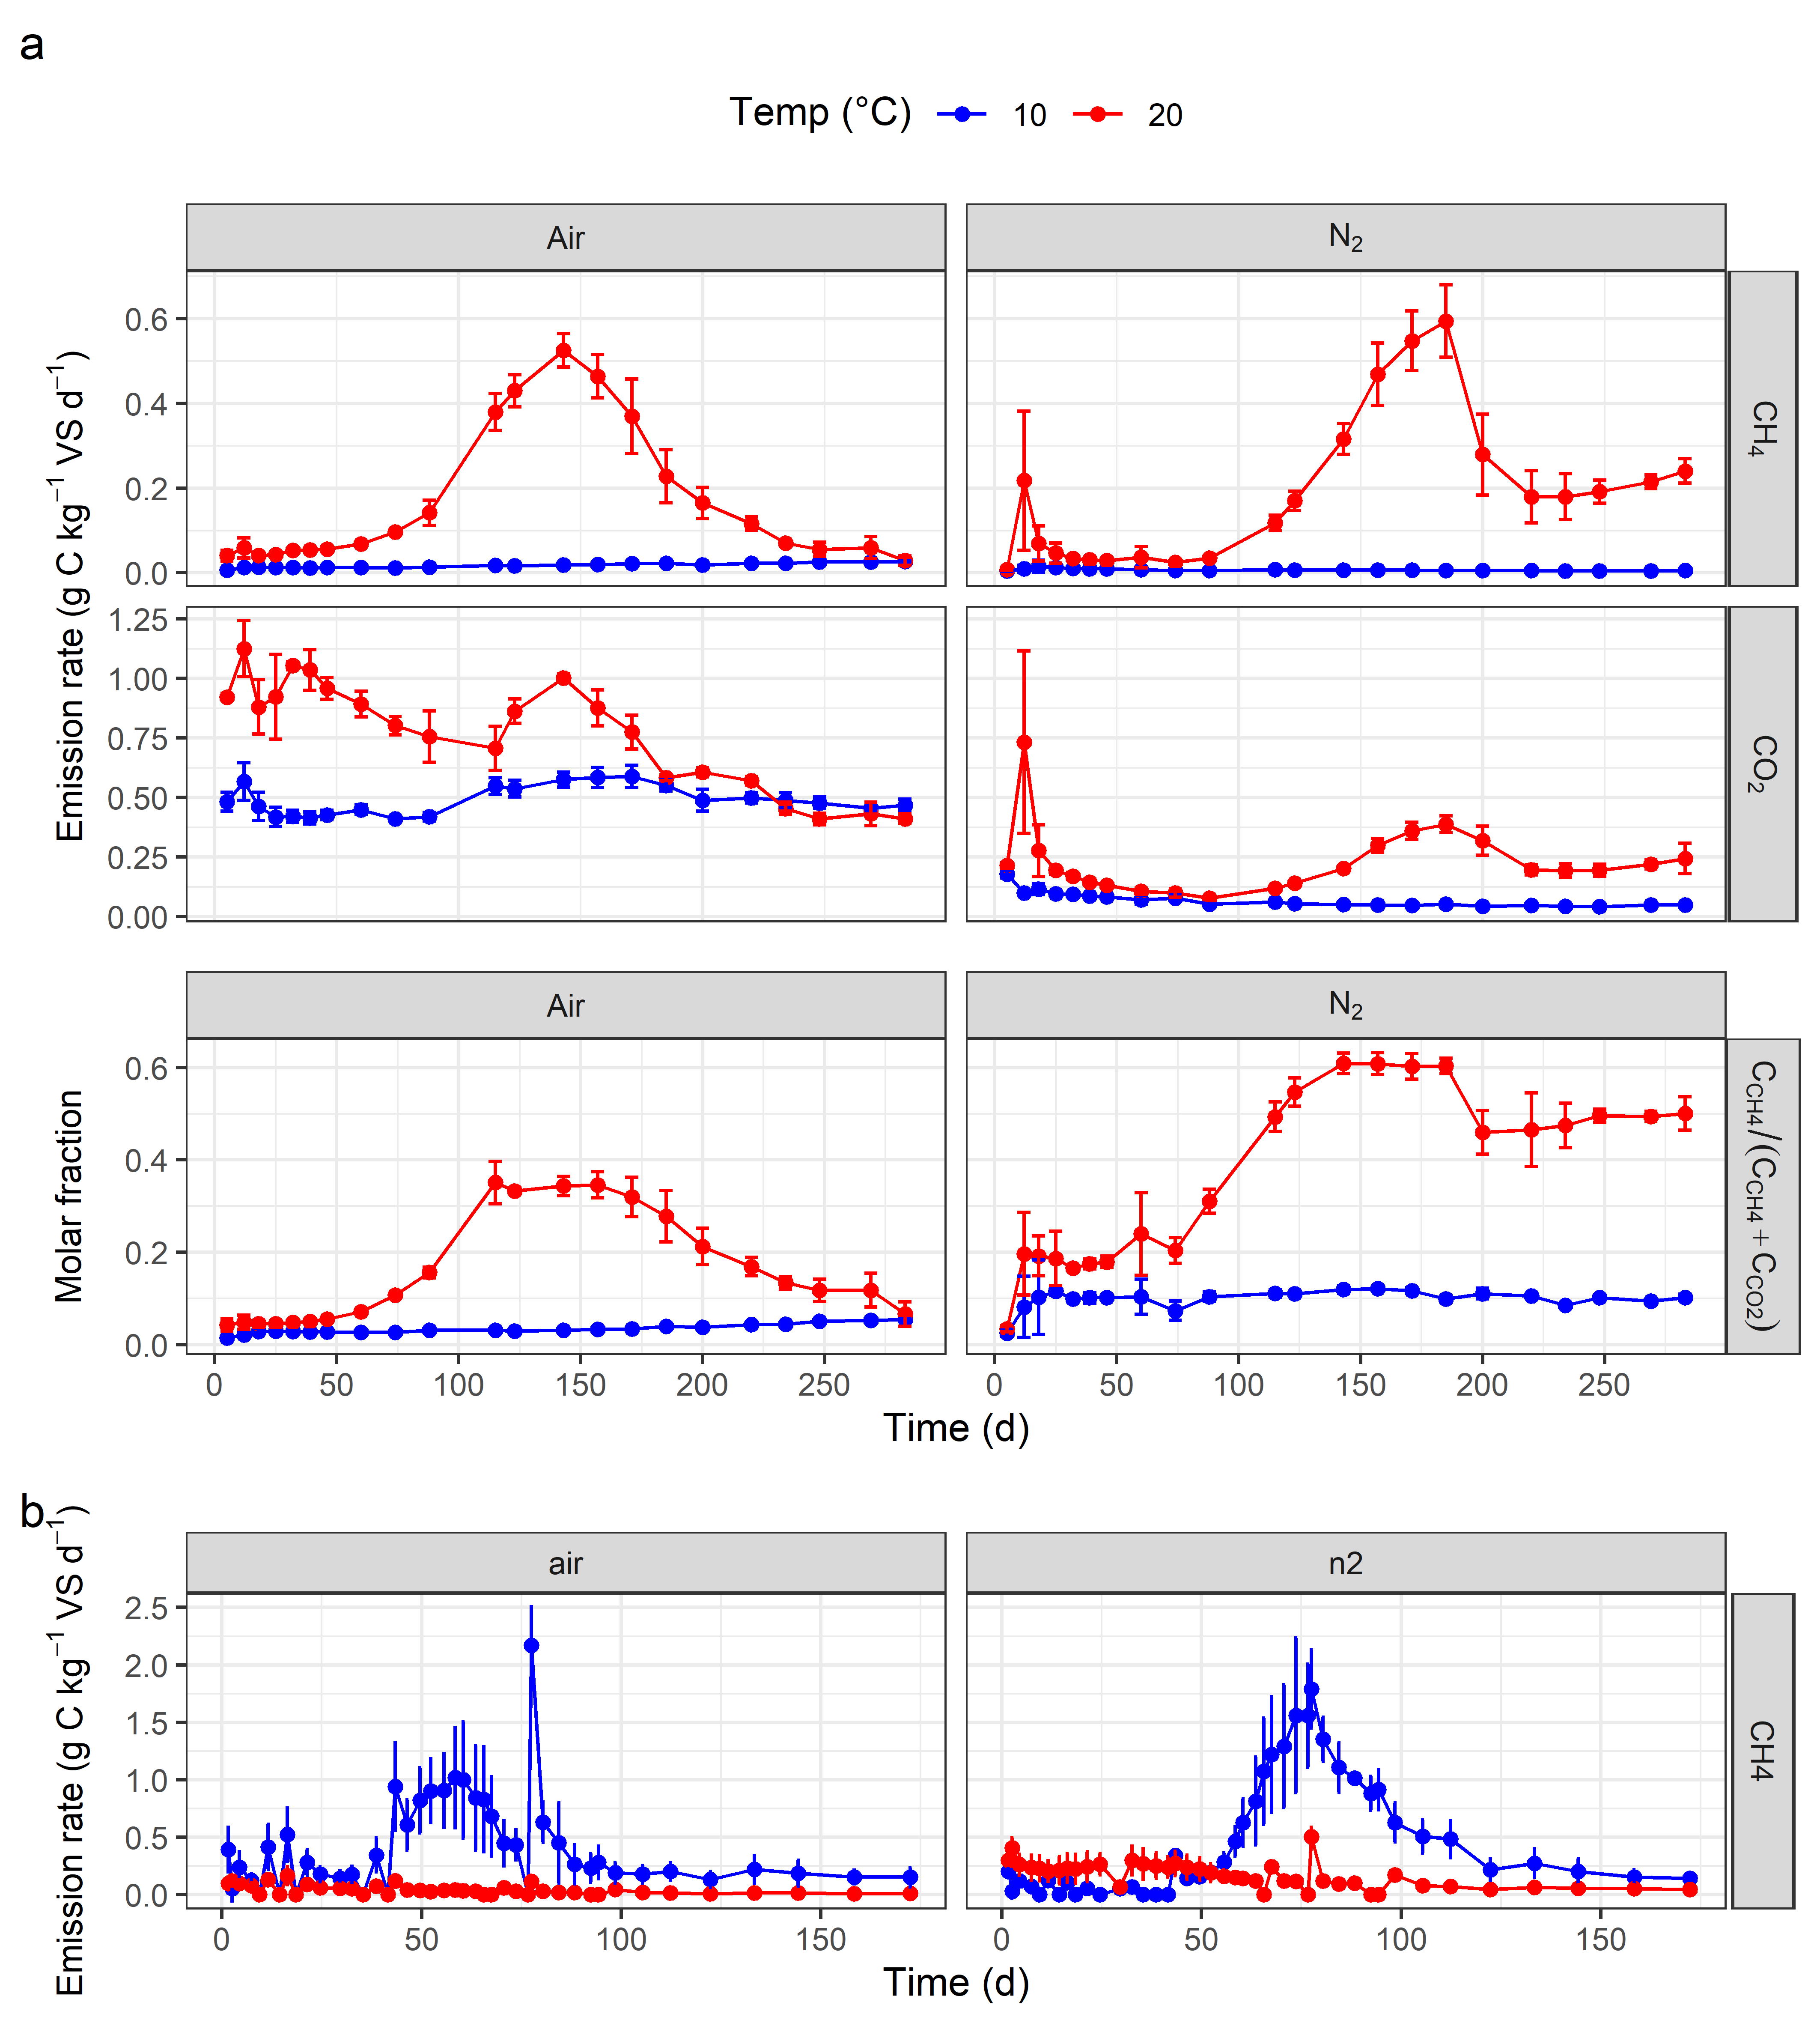 a
Temp (°C) 10 20
Air N₂
0.6
0.4
0.2
0.0
CH₄
Emission rate (g C kg⁻¹ VS d⁻¹)
1.25
1.00
0.75
0.50
0.25
0.00
CO₂
Air N₂
0.6
0.4
0.2
0.0
Molar fraction
C_CH4/(C_CH4+C_CO2)
0 50 100 150 200 250 0 50 100 150 200 250
Time (d)
b
air n2
2.5
2.0
1.5
1.0
0.5
0.0
Emission rate (g C kg⁻¹ VS d⁻¹)
CH4
0 50 100 150 0 50 100 150
Time (d)